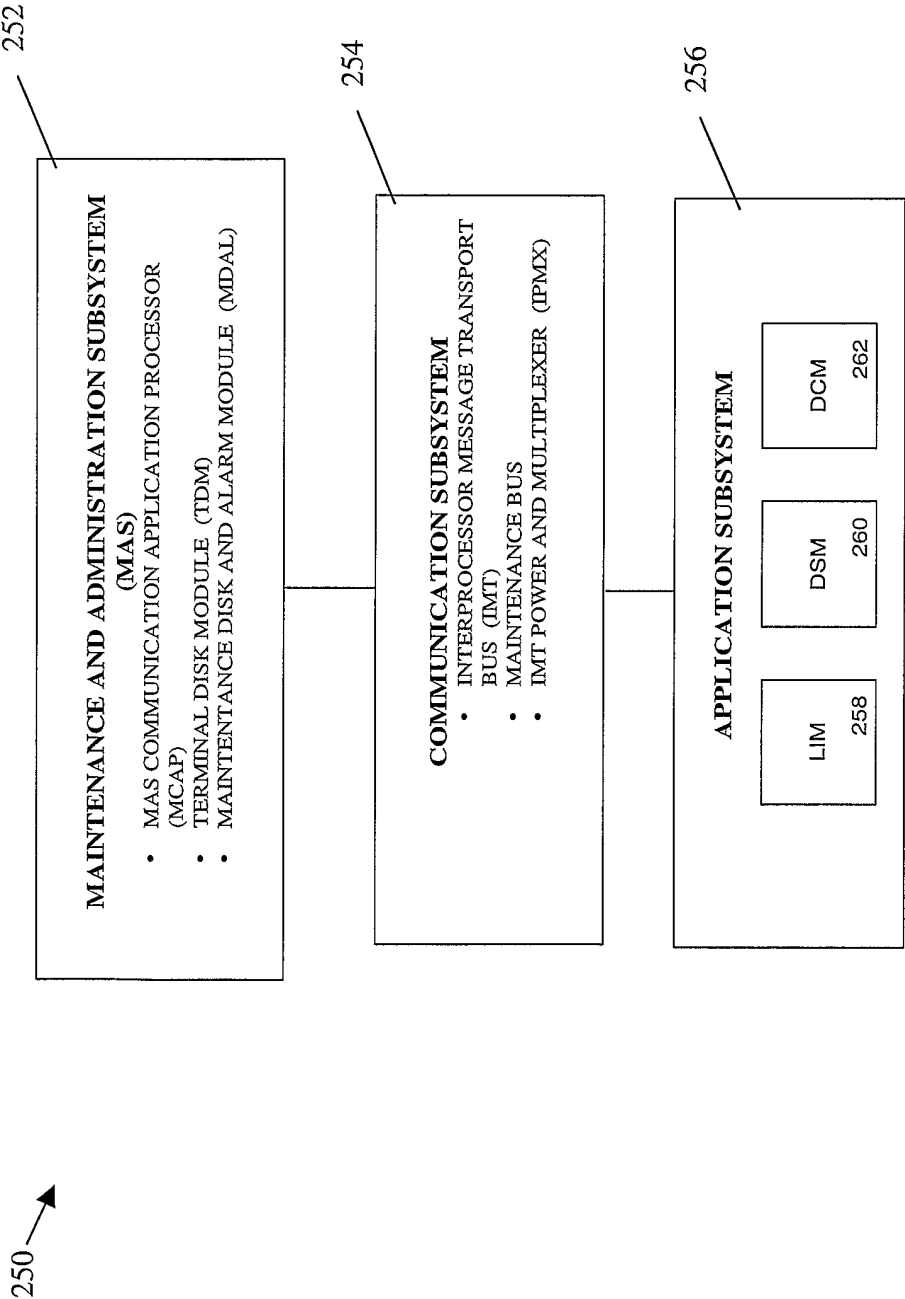 250
252
MAINTENANCE AND ADMINISTRATION SUBSYSTEM
(MAS)
• MAS COMMUNICATION APPLICATION PROCESSOR
(MCAP)
• TERMINAL DISK MODULE (TDM)
• MAINTENTANCE DISK AND ALARM MODULE (MDAL)
254
COMMUNICATION SUBSYSTEM
• INTERPROCESSOR MESSAGE TRANSPORT
BUS (IMT)
• MAINTENANCE BUS
• IMT POWER AND MULTIPLEXER (IPMX)
256
APPLICATION SUBSYSTEM
LIM
258
DSM
260
DCM
262